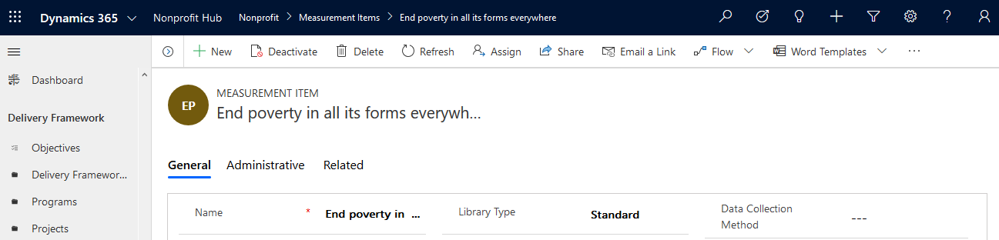 Dynamics 365 Nonprofit Hub Nonprofit > Measurement Items > End poverty in all its forms everywhere
New Deactivate Delete Refresh Assign Share Email a Link Flow Word Templates ...
Dashboard
Delivery Framework
Objectives
Delivery Framewor...
Programs
Projects
EP
MEASUREMENT ITEM
End poverty in all its forms everywh...
General Administrative Related
Name * End poverty in ...
Library Type Standard
Data Collection
Method ---